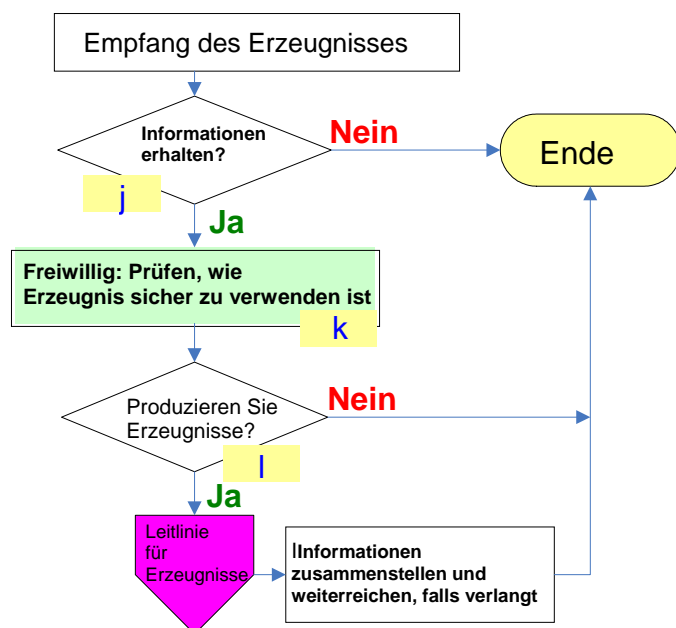 Empfang des Erzeugnisses
Informationen
erhalten?
Nein
Ende
j
Ja
Freiwillig: Prüfen, wie
Erzeugnis sicher zu verwenden ist
k
Produzieren Sie
Erzeugnisse?
Nein
l
Ja
Leitlinie
für
Erzeugnisse
lInformationen
zusammenstellen und
weiterreichen, falls verlangt